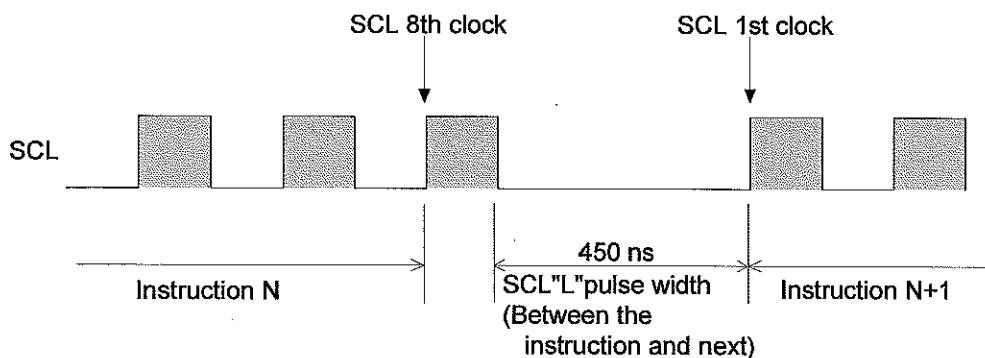 SCL 8th clock
SCL 1st clock
SCL
450 ns
Instruction N
SCL"L"pulse width
(Between the
instruction and next)
Instruction N+1